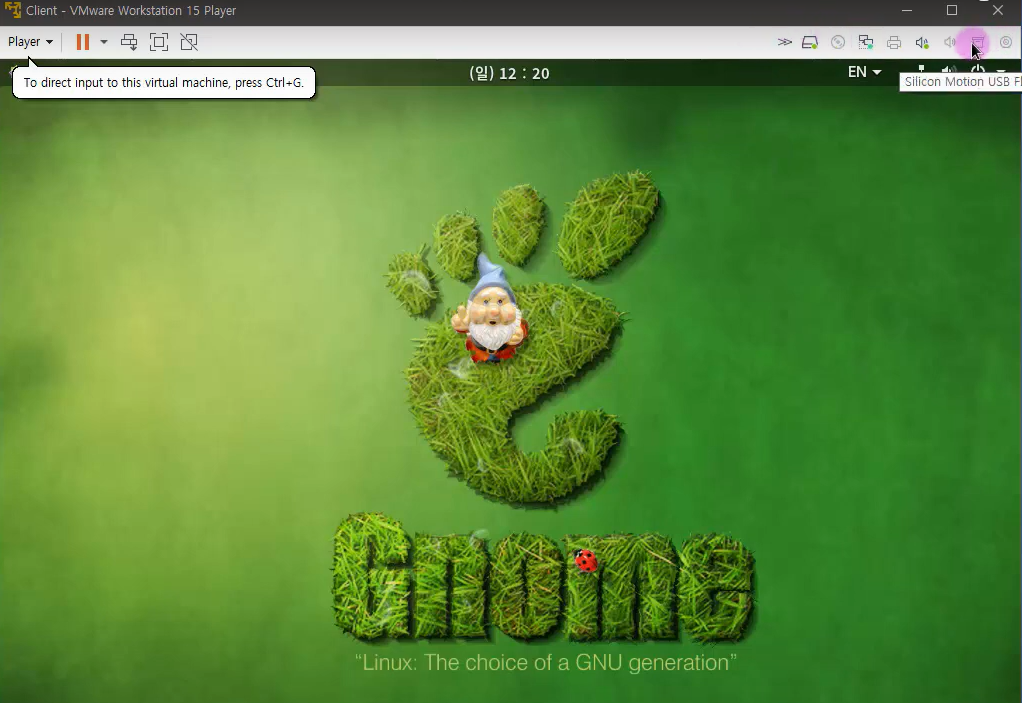 Client - VMware Workstation 15 Player
Player
To direct input to this virtual machine, press Ctrl+G.
(일) 12 : 20
EN
Silicon Motion USB Fl
Gnome
“Linux: The choice of a GNU generation”